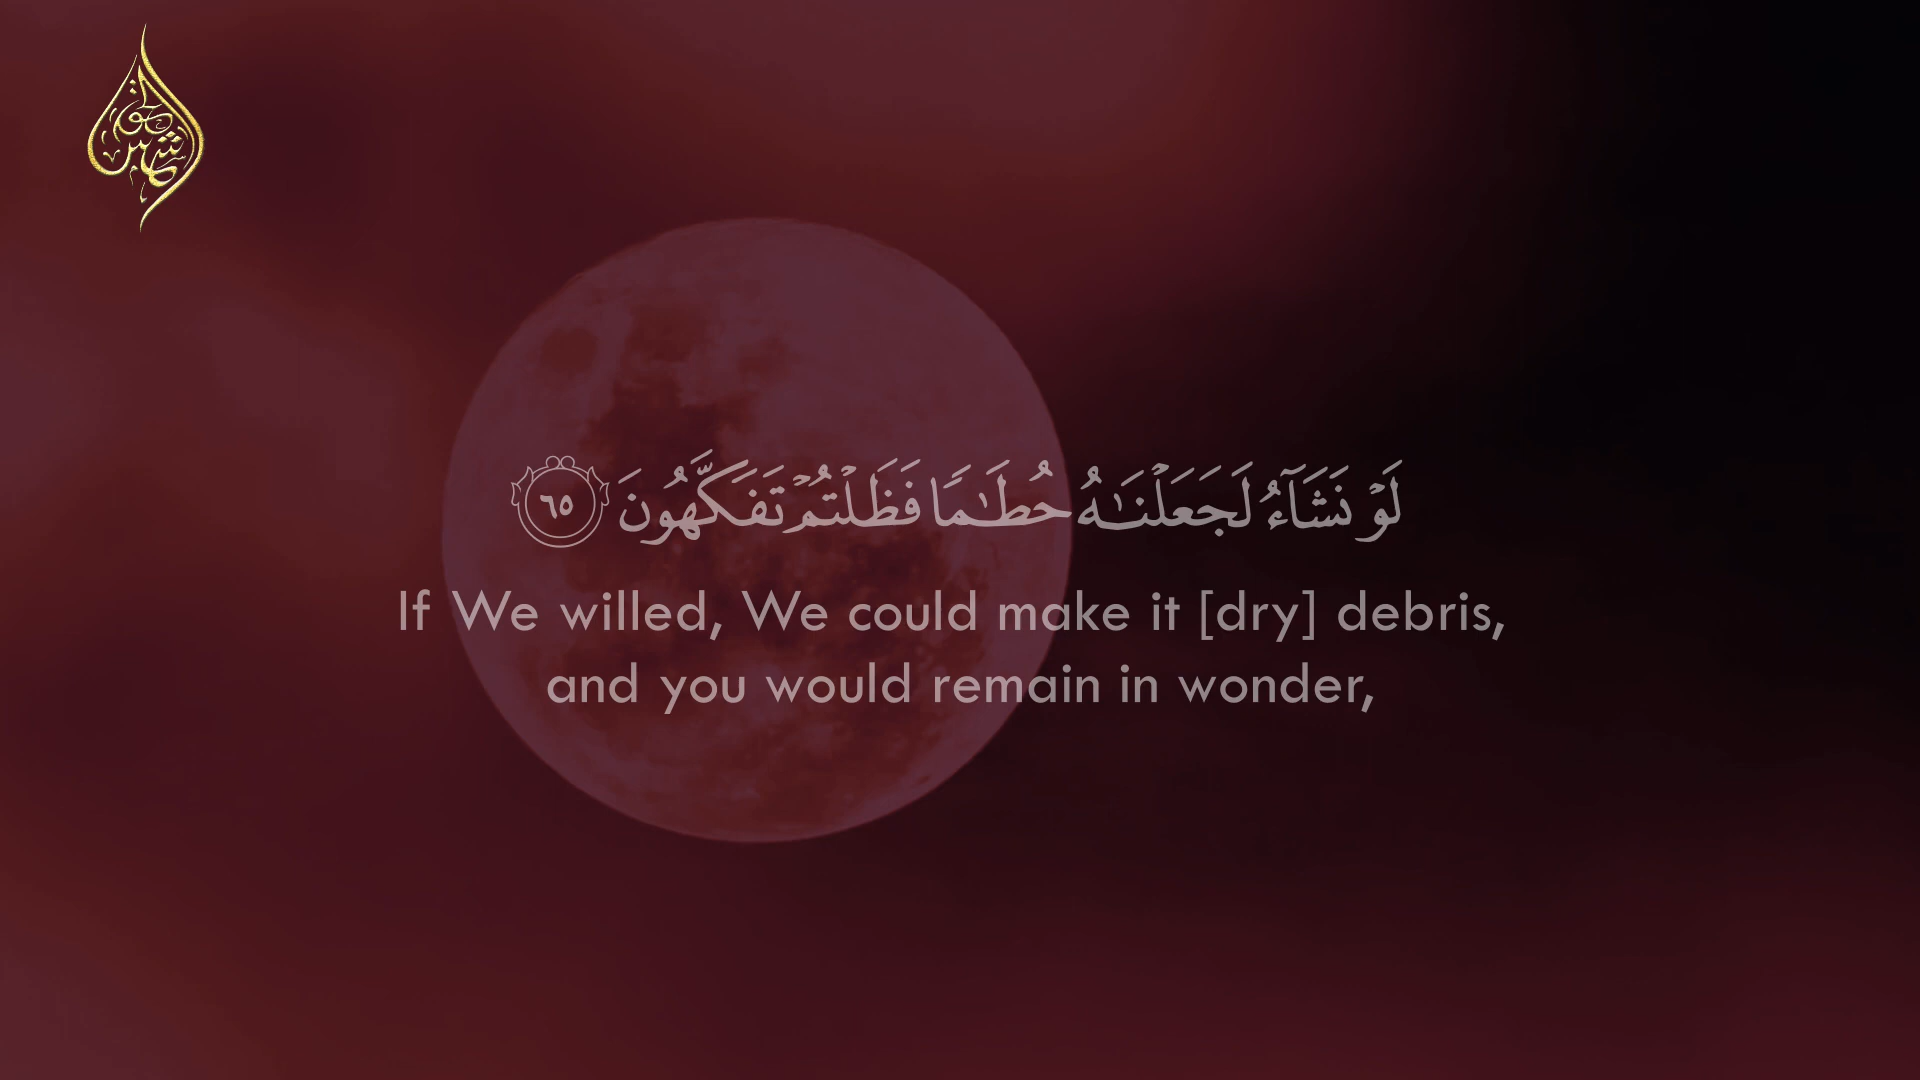 لَوۡ نَشَآءُ لَجَعَلۡنَٰهُ حُطَٰمًا فَظَلۡتُمۡ تَفَكَّهُونَ ٦٥
If We willed, We could make it [dry] debris,
and you would remain in wonder,